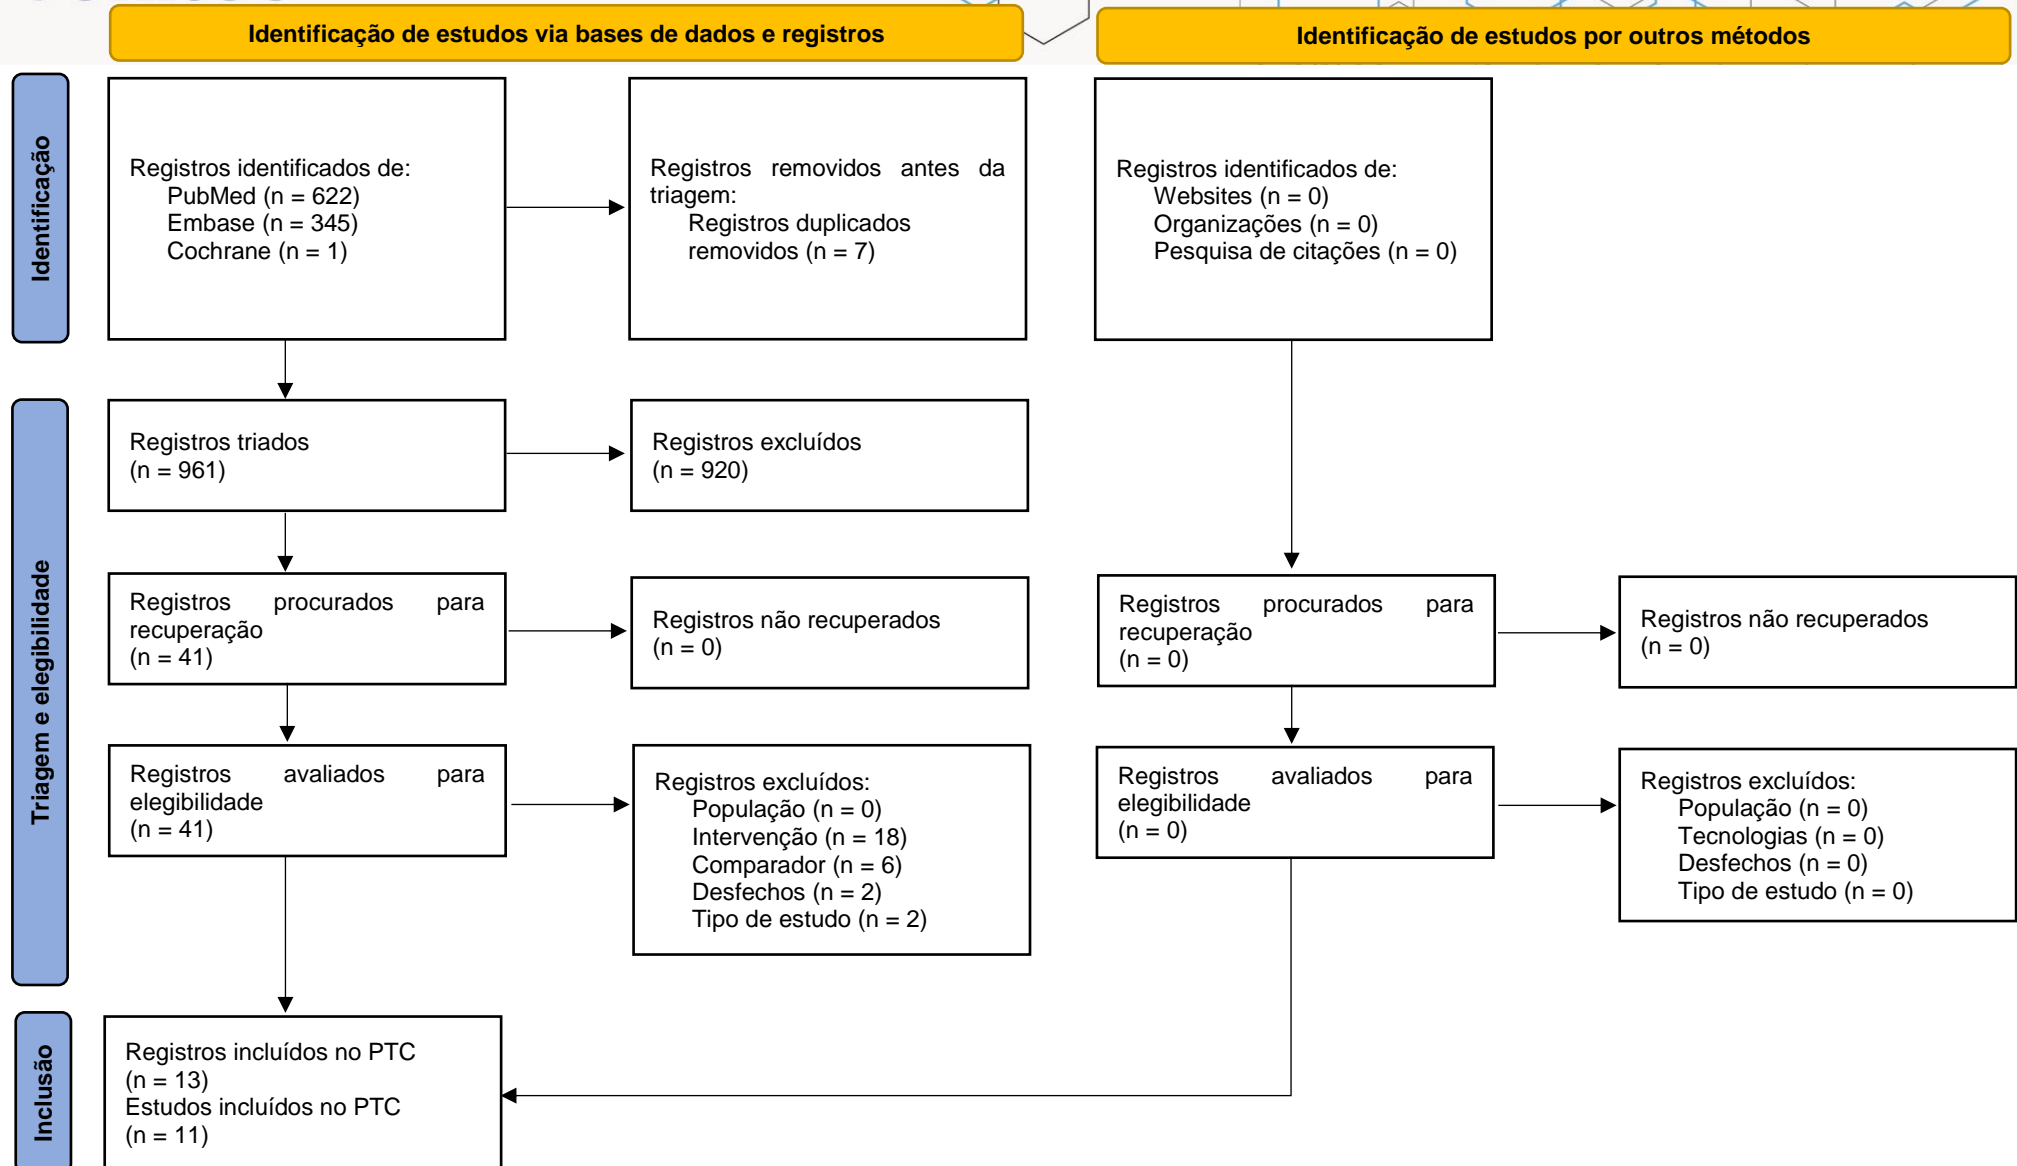 Identificação de estudos via bases de dados e registros
Identificação de estudos por outros métodos
Identificação
Registros identificados de:
PubMed (n = 622)
Embase (n = 345)
Cochrane (n = 1)
Registros removidos antes da
triagem:
Registros duplicados
removidos (n = 7)
Registros identificados de:
Websites (n = 0)
Organizações (n = 0)
Pesquisa de citações (n = 0)
Triagem e elegibilidade
Registros triados
(n = 961)
Registros excluídos
(n = 920)
Registros procurados para
recuperação
(n = 41)
Registros não recuperados
(n = 0)
Registros procurados para
recuperação
(n = 0)
Registros não recuperados
(n = 0)
Registros avaliados para
elegibilidade
(n = 41)
Registros excluídos:
População (n = 0)
Intervenção (n = 18)
Comparador (n = 6)
Desfechos (n = 2)
Tipo de estudo (n = 2)
Registros avaliados para
elegibilidade
(n = 0)
Registros excluídos:
População (n = 0)
Tecnologias (n = 0)
Desfechos (n = 0)
Tipo de estudo (n = 0)
Inclusão
Registros incluídos no PTC
(n = 13)
Estudos incluídos no PTC
(n = 11)